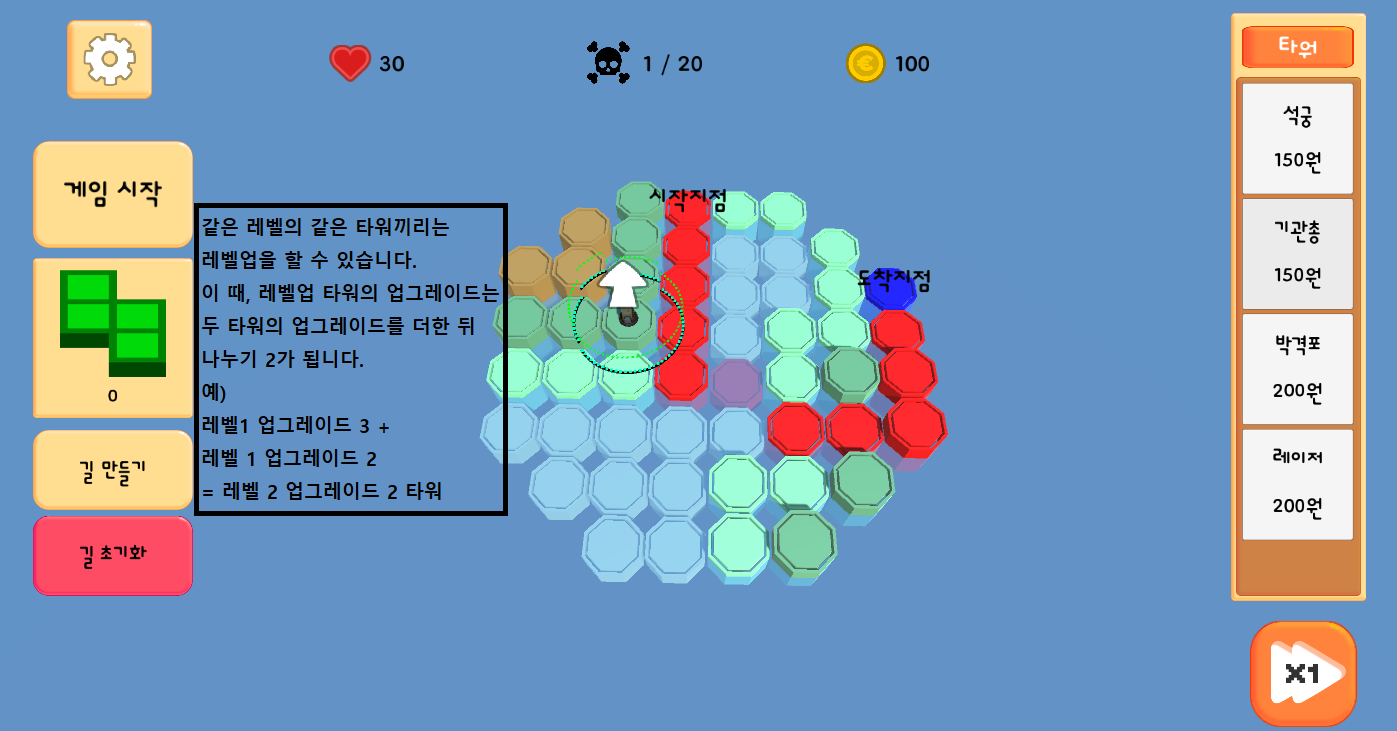 30
1 / 20
100
타워
게임 시작
석궁
150원
기관총
150원
박격포
200원
레이저
200원
시작지점
도착지점
같은 레벨의 같은 타워끼리는
레벨업을 할 수 있습니다.
이 때, 레벨업 타워의 업그레이드는
두 타워의 업그레이드를 더한 뒤
나누기 2가 됩니다.
예)
레벨1 업그레이드 3 +
레벨 1 업그레이드 2
= 레벨 2 업그레이드 2 타워
0
길 만들기
길 초기화
X1